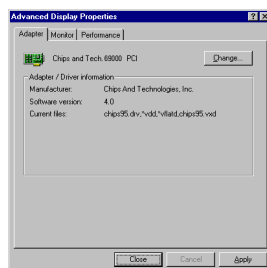 Advanced Display Properties
Adapter Monitor Performance
Chips and Tech. 69000 PCI
Change...
Adapter / Driver information
Manufacturer: Chips And Technologies, Inc.
Software version: 4.0
Current files: chips95.drv,*vdd,*vflatd,chips95.vxd
Close Cancel Apply